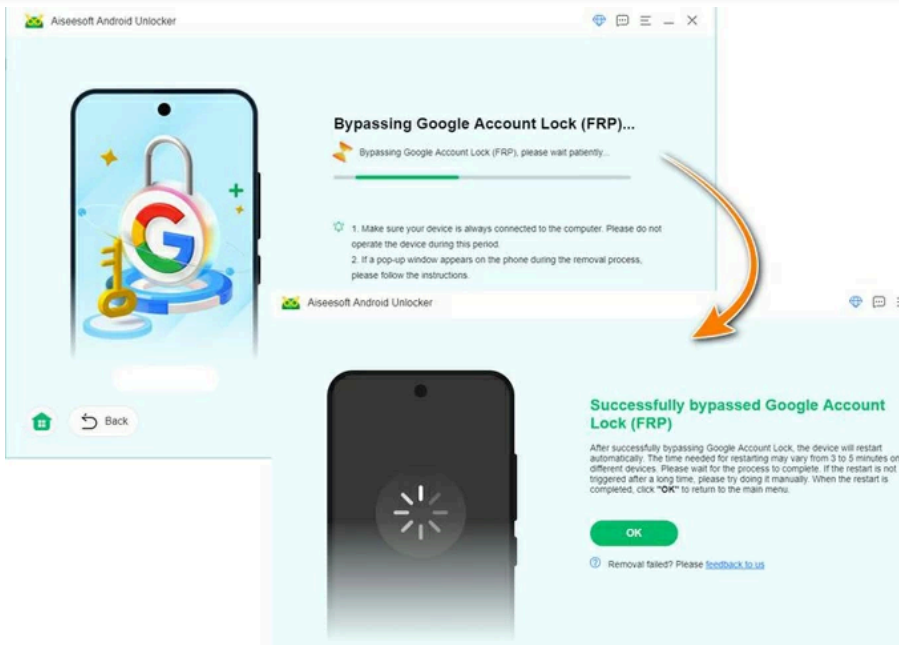 Aiseesoft Android Unlocker
Bypassing Google Account Lock (FRP)...
Bypassing Google Account Lock (FRP), please wait patiently...
1. Make sure your device is always connected to the computer. Please do not
operate the device during this period.
2. If a pop-up window appears on the phone during the removal process,
please follow the instructions.
Back
Aiseesoft Android Unlocker
Successfully bypassed Google Account
Lock (FRP)
After successfully bypassing Google Account Lock, the device will restart
automatically. The time needed for restarting may vary from 3 to 5 minutes on
different devices. Please wait for the process to complete. If the restart is not
triggered after a long time, please try doing it manually. When the restart is
completed, click "OK" to return to the main menu.
OK
Removal failed? Please feedback to us